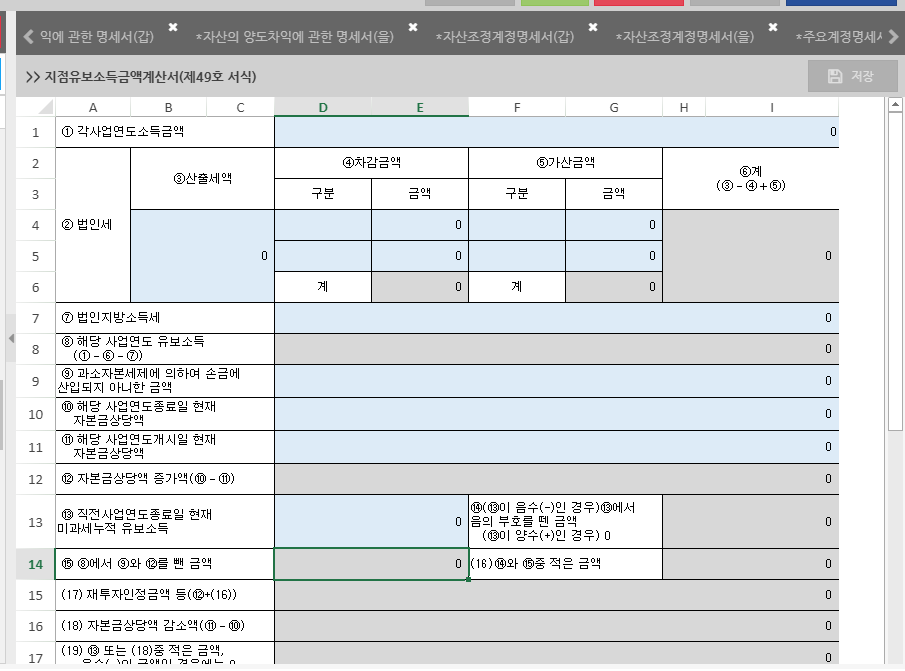 익에 관한 명세서(갑)
*자산의 양도차익에 관한 명세서(을)
*자산조정계정명세서(갑)
*자산조정계정명세서(을)
*주요계정명세서
>> 지점유보소득금액계산서(제49호 서식)
저장
A B C D E F G H I
1 ① 각사업연도소득금액 0
2 ④차감금액 ⑤가산금액
③산출세액
⑥계
(③-④+⑤)
3 구분 금액 구분 금액
4 ② 법인세 0 0
5 0 0 0 0
6 계 0 계 0
7 ⑦ 법인지방소득세 0
8 ⑧ 해당 사업연도 유보소득
(①-⑥-⑦) 0
9 ⑨ 과소자본세제에 의하여 손금에
산입되지 아니한 금액 0
10 ⑩ 해당 사업연도종료일 현재
자본금상당액 0
11 ⑪ 해당 사업연도개시일 현재
자본금상당액 0
12 ⑫ 자본금상당액 증가액(⑩-⑪) 0
13 ⑬ 직전사업연도종료일 현재
미과세누적 유보소득 0
⑭(⑬이 음수(-)인 경우)⑬에서
음의 부호를 뗀 금액
(⑬이 양수(+)인 경우) 0
0
14 ⑮ ⑧에서 ⑨와 ⑫를 뺀 금액 0 (16)⑭와 ⑮중 적은 금액 0
15 (17) 재투자인정금액 등(⑫+(16)) 0
16 (18) 자본금상당액 감소액(⑪-⑩) 0
17 (19) ⑬ 또는 (18)중 적은 금액, 0